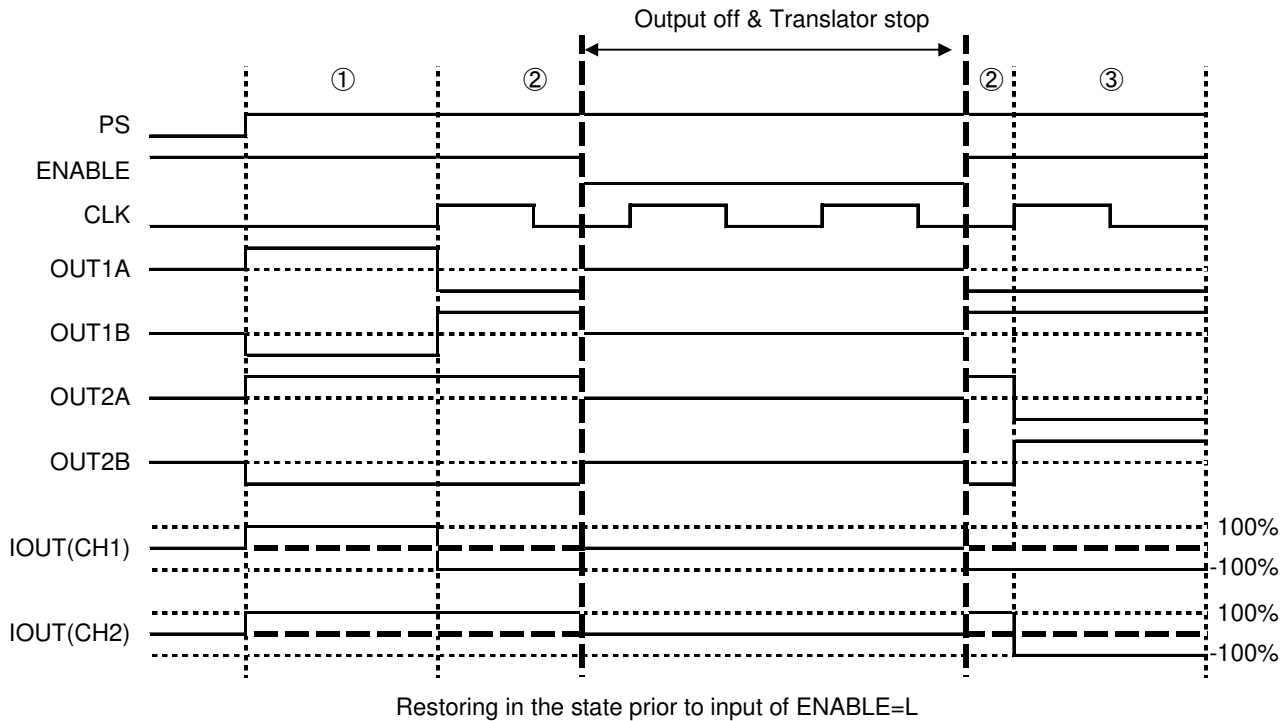 Output off & Translator stop
① ② ② ③
PS
ENABLE
CLK
OUT1A
OUT1B
OUT2A
OUT2B
100%
IOUT(CH1)
-100%
100%
IOUT(CH2)
-100%
Restoring in the state prior to input of ENABLE=L